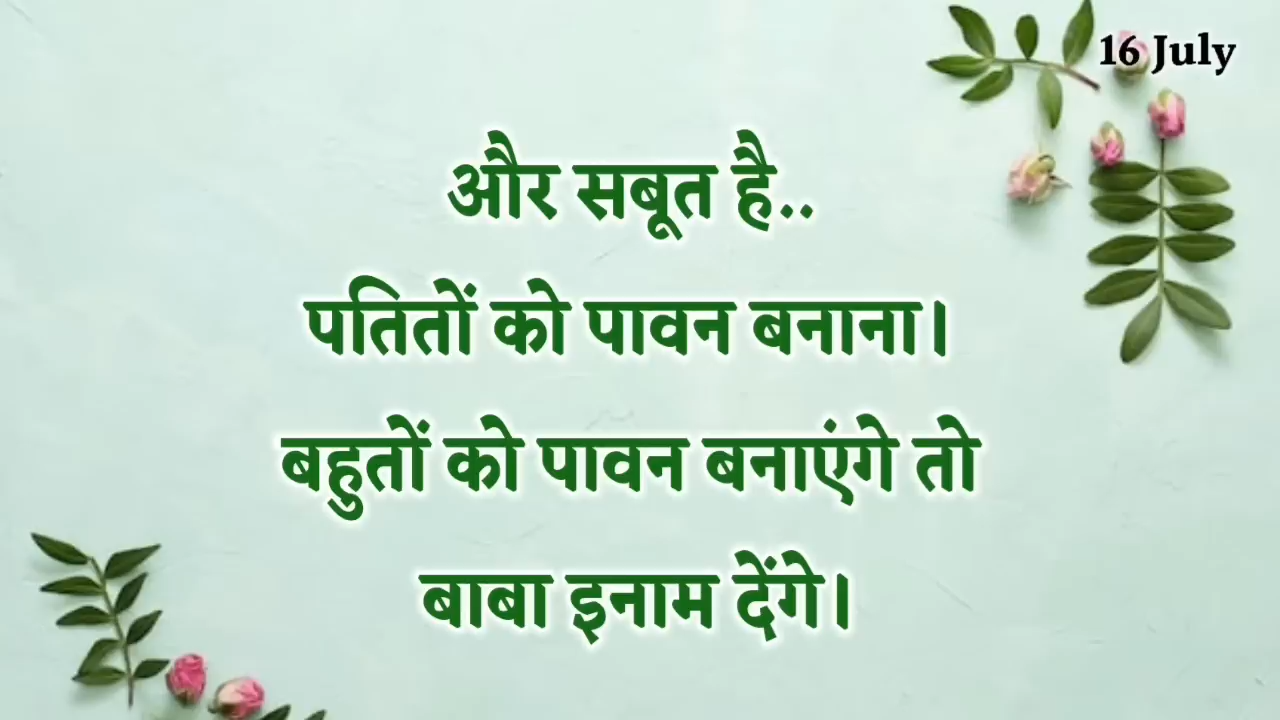 16 July
और सबूत है..
पतितों को पावन बनाना।
बहुतों को पावन बनाएंगे तो
बाबा इनाम देंगे।